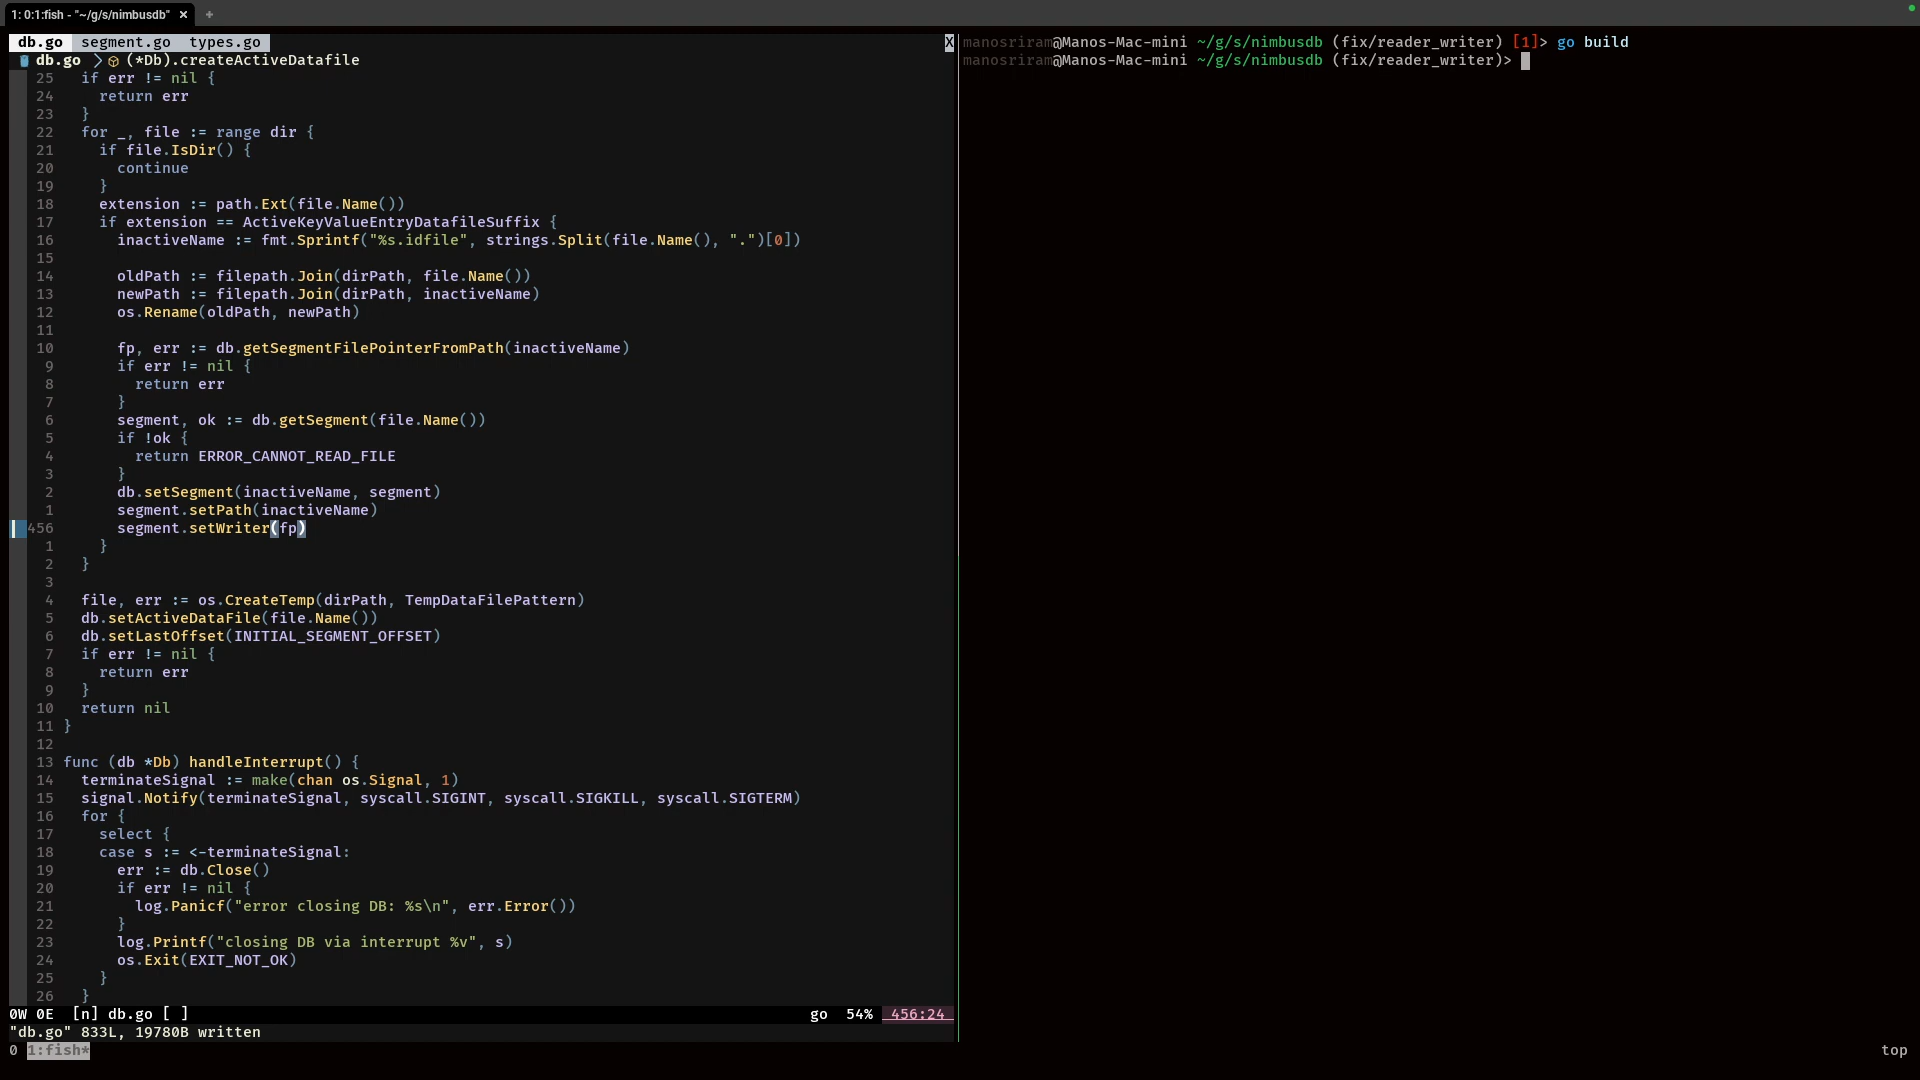 1: 0:1:fish - "~/g/s/nimbusdb" × +
db.go segment.go types.go X
db.go > (*Db).createActiveDatafile
25 if err != nil {
24 return err
23 }
22 for _, file := range dir {
21 if file.IsDir() {
20 continue
19 }
18 extension := path.Ext(file.Name())
17 if extension == ActiveKeyValueEntryDatafileSuffix {
16 inactiveName := fmt.Sprintf("%s.idfile", strings.Split(file.Name(), ".")[0])
15
14 oldPath := filepath.Join(dirPath, file.Name())
13 newPath := filepath.Join(dirPath, inactiveName)
12 os.Rename(oldPath, newPath)
11
10 fp, err := db.getSegmentFilePointerFromPath(inactiveName)
9 if err != nil {
8 return err
7 }
6 segment, ok := db.getSegment(file.Name())
5 if !ok {
4 return ERROR_CANNOT_READ_FILE
3 }
2 db.setSegment(inactiveName, segment)
1 segment.setPath(inactiveName)
456 segment.setWriter(fp)
1 }
2 }
3
4 file, err := os.CreateTemp(dirPath, TempDataFilePattern)
5 db.setActiveDataFile(file.Name())
6 db.setLastOffset(INITIAL_SEGMENT_OFFSET)
7 if err != nil {
8 return err
9 }
10 return nil
11 }
12
13 func (db *Db) handleInterrupt() {
14 terminateSignal := make(chan os.Signal, 1)
15 signal.Notify(terminateSignal, syscall.SIGINT, syscall.SIGKILL, syscall.SIGTERM)
16 for {
17 select {
18 case s := <-terminateSignal:
19 err := db.Close()
20 if err != nil {
21 log.Panicf("error closing DB: %s\n", err.Error())
22 }
23 log.Printf("closing DB via interrupt %v", s)
24 os.Exit(EXIT_NOT_OK)
25 }
26 }
0W 0E [n] db.go [ ] go 54% 456:24
"db.go" 833L, 19780B written
0 1:fish* top
manosriram@Manos-Mac-mini ~/g/s/nimbusdb (fix/reader_writer) [1]> go build
manosriram@Manos-Mac-mini ~/g/s/nimbusdb (fix/reader_writer)>